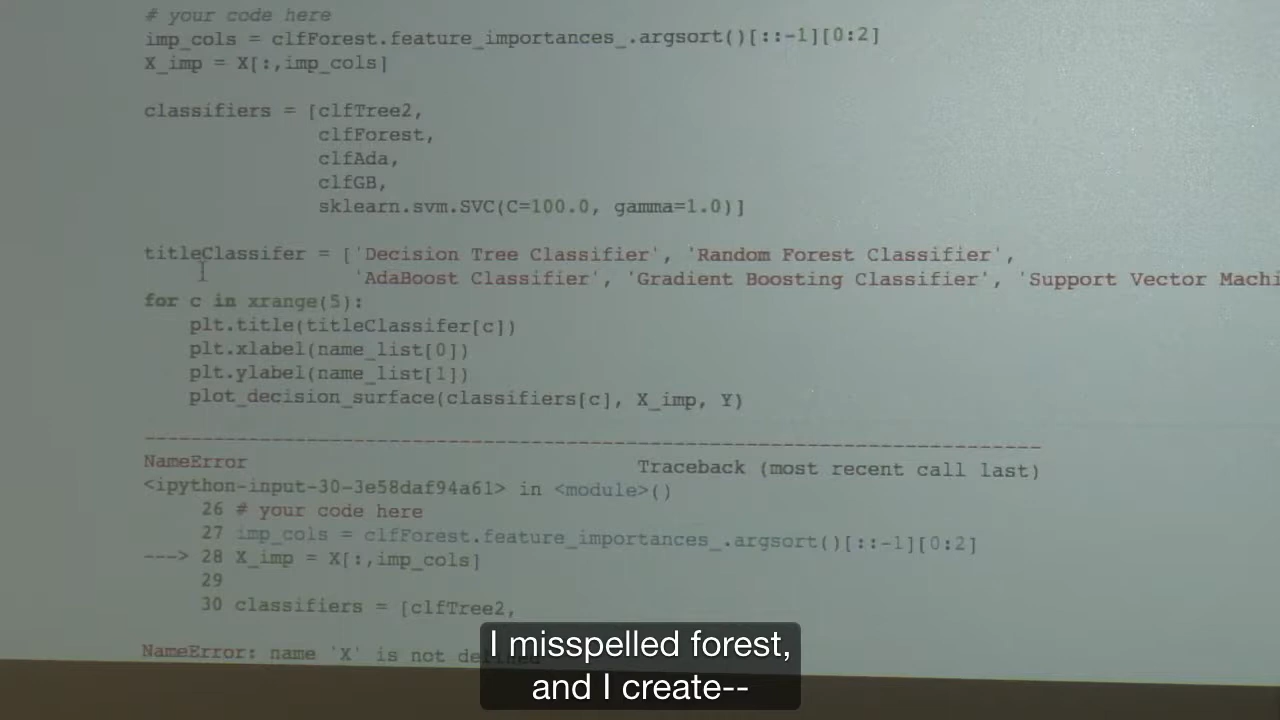 # your code here
imp_cols = clfForest.feature_importances_.argsort()[::-1][0:2]
X_imp = X[:,imp_cols]
classifiers = [clfTree2,
clfForest,
clfAda,
clfGB,
sklearn.svm.SVC(C=100.0, gamma=1.0)]
titleClassifer = ['Decision Tree Classifier', 'Random Forest Classifier',
'AdaBoost Classifier', 'Gradient Boosting Classifier', 'Support Vector Machi
for c in xrange(5):
plt.title(titleClassifer[c])
plt.xlabel(name_list[0])
plt.ylabel(name_list[1])
plot_decision_surface(classifiers[c], X_imp, Y)
---------------------------------------------------------------------------
NameError Traceback (most recent call last)
<ipython-input-30-3e58daf94a61> in <module>()
26 # your code here
27 imp_cols = clfForest.feature_importances_.argsort()[::-1][0:2]
---> 28 X_imp = X[:,imp_cols]
29
30 classifiers = [clfTree2,
NameError: name 'X' is not defined
I misspelled forest,
and I create--